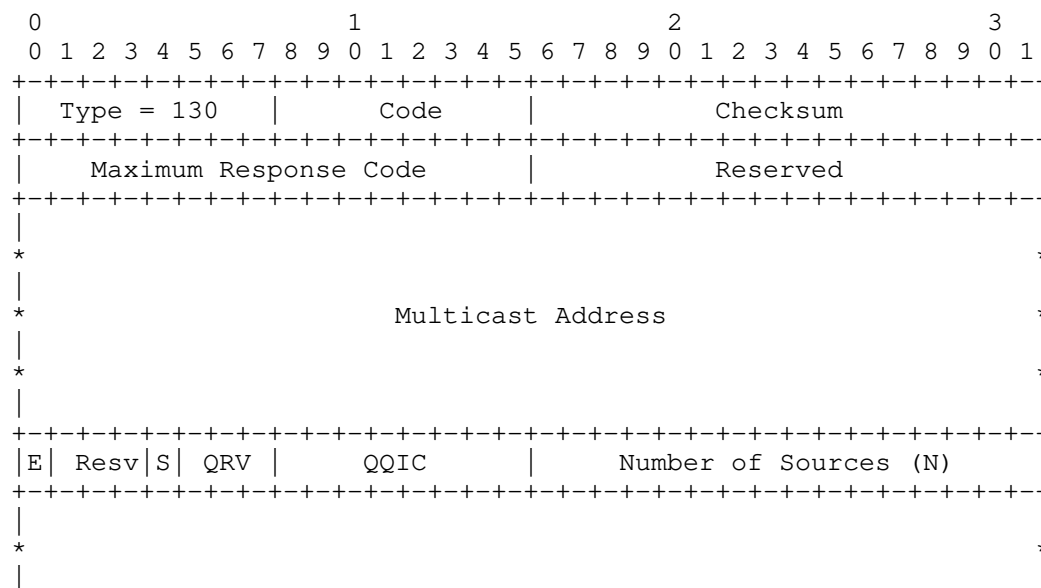 0                   1                   2                   3
 0 1 2 3 4 5 6 7 8 9 0 1 2 3 4 5 6 7 8 9 0 1 2 3 4 5 6 7 8 9 0 1
+-+-+-+-+-+-+-+-+-+-+-+-+-+-+-+-+-+-+-+-+-+-+-+-+-+-+-+-+-+-+-+-
|  Type = 130   |      Code     |           Checksum
+-+-+-+-+-+-+-+-+-+-+-+-+-+-+-+-+-+-+-+-+-+-+-+-+-+-+-+-+-+-+-+-
|    Maximum Response Code      |           Reserved
+-+-+-+-+-+-+-+-+-+-+-+-+-+-+-+-+-+-+-+-+-+-+-+-+-+-+-+-+-+-+-+-
|
*                                                               *
|
*                       Multicast Address                       *
|
*                                                               *
|
+-+-+-+-+-+-+-+-+-+-+-+-+-+-+-+-+-+-+-+-+-+-+-+-+-+-+-+-+-+-+-+-
|E| Resv|S| QRV |     QQIC      |     Number of Sources (N)
+-+-+-+-+-+-+-+-+-+-+-+-+-+-+-+-+-+-+-+-+-+-+-+-+-+-+-+-+-+-+-+-
|
*                                                               *
|